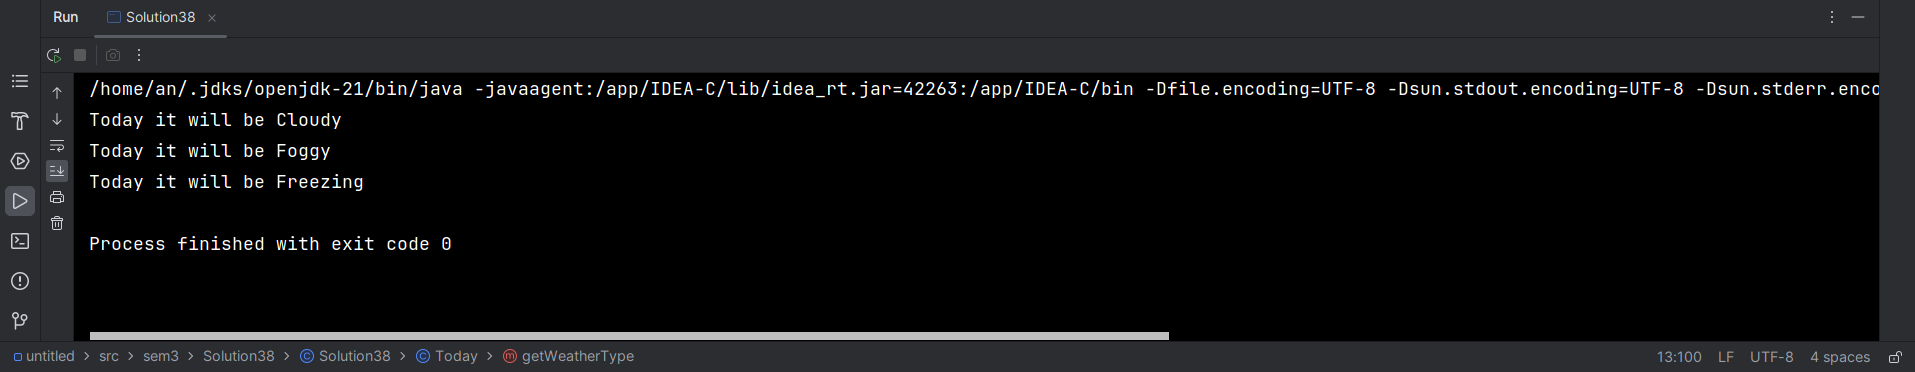 Run Solution38
/home/an/.jdks/openjdk-21/bin/java -javaagent:/app/IDEA-C/lib/idea_rt.jar=42263:/app/IDEA-C/bin -Dfile.encoding=UTF-8 -Dsun.stdout.encoding=UTF-8 -Dsun.stderr.enco
Today it will be Cloudy
Today it will be Foggy
Today it will be Freezing
Process finished with exit code 0
untitled > src > sem3 > Solution38 > Solution38 > Today > getWeatherType 13:100 LF UTF-8 4 spaces